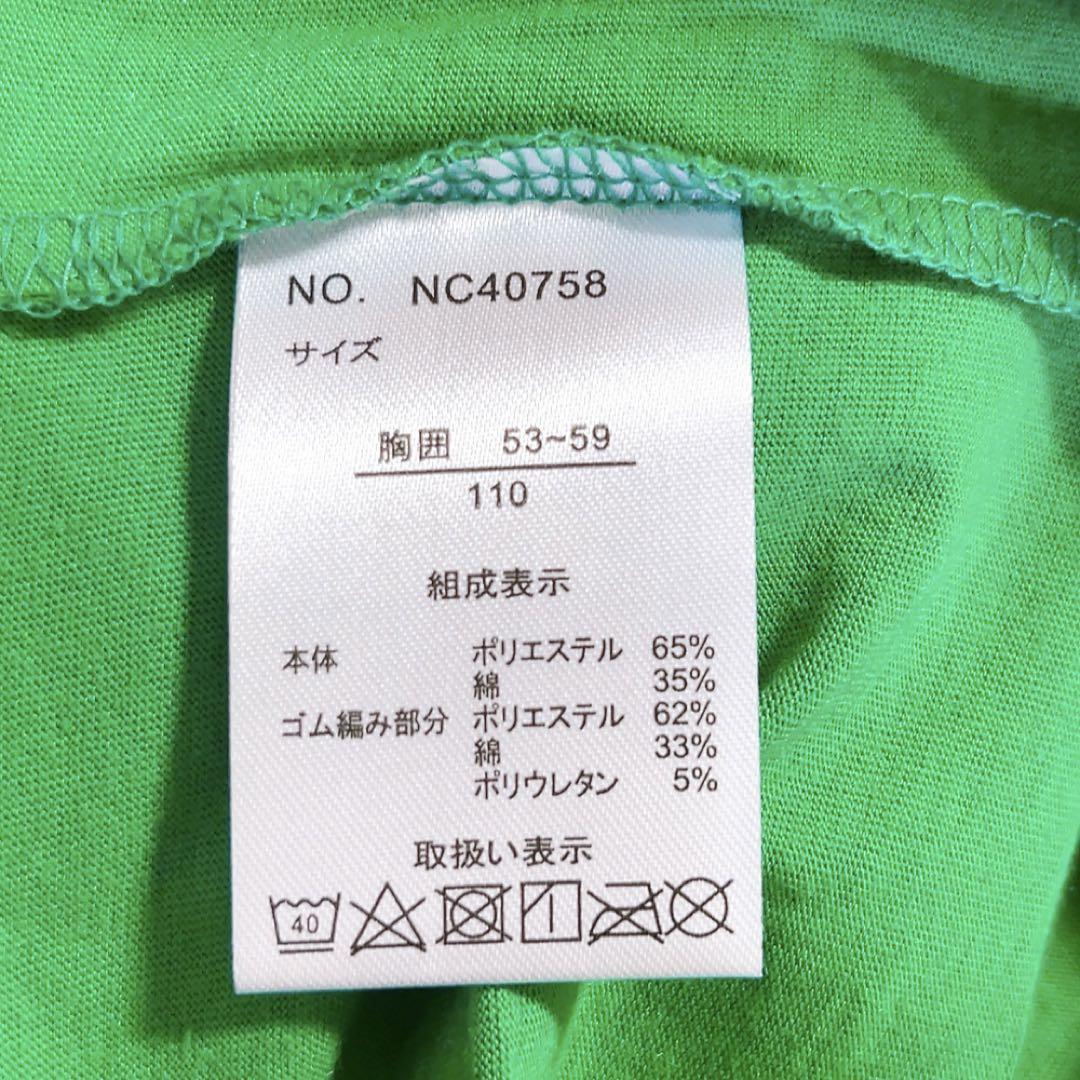 NO. NC40758
サイズ
胸囲 53~59
110
組成表示
本体 ポリエステル 65%
綿 35%
ゴム編み部分 ポリエステル 62%
綿 33%
ポリウレタン 5%
取扱い表示
40